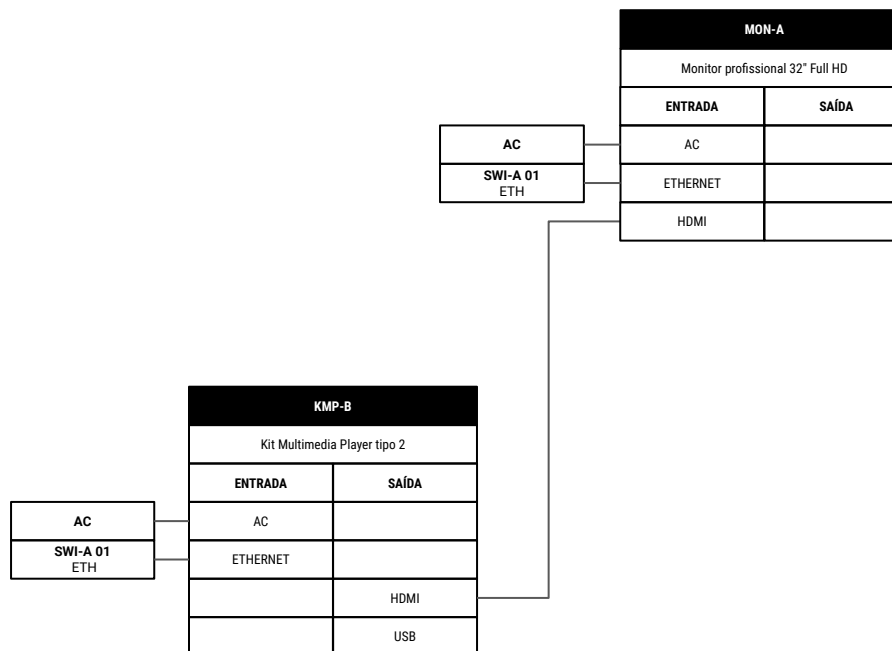 MON-A
Monitor profissional 32" Full HD
ENTRADA SAÍDA
AC
ETHERNET
HDMI
AC
SWI-A 01
ETH
KMP-B
Kit Multimedia Player tipo 2
ENTRADA SAÍDA
AC
ETHERNET
HDMI
USB
AC
SWI-A 01
ETH